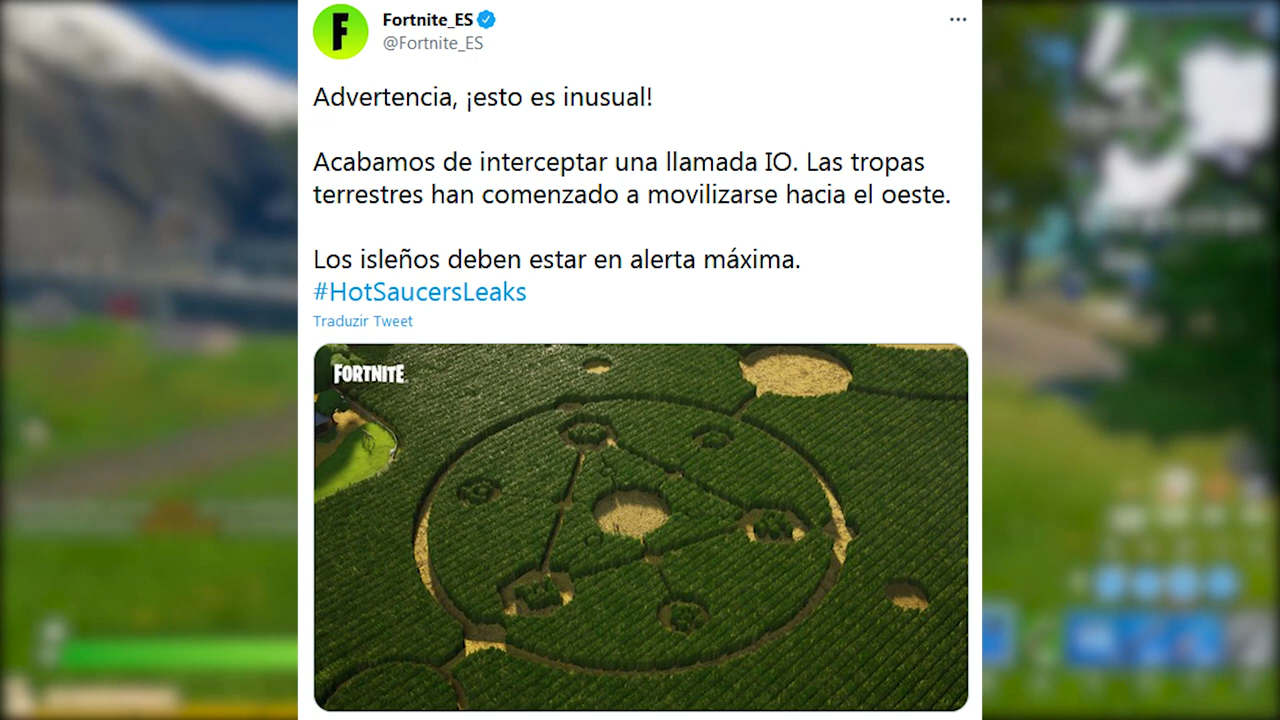 Fortnite_ES
@Fortnite_ES
Advertencia, ¡esto es inusual!
Acabamos de interceptar una llamada IO. Las tropas
terrestres han comenzado a movilizarse hacia el oeste.
Los isleños deben estar en alerta máxima.
#HotSaucersLeaks
Traduzir Tweet
FORTNITE